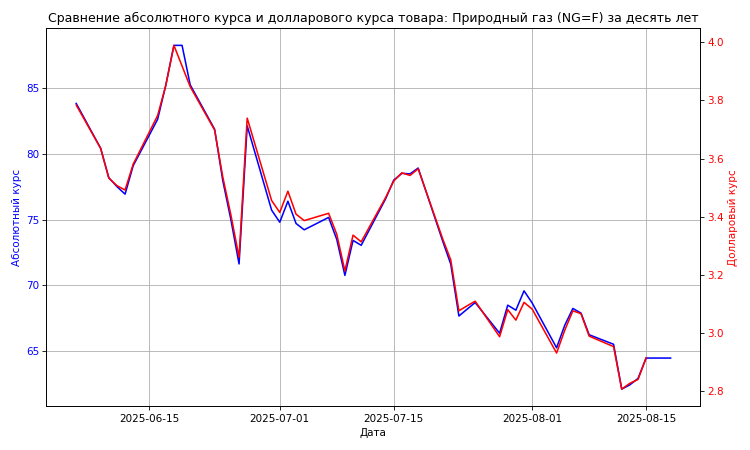 Сравнение абсолютного курса и долларового курса товара: Природный газ (NG=F) за десять лет
4.0
85
3.8
80
3.6
75
3.4
70
3.2
65
3.0
2.8
Абсолютный курс
Долларовый курс
2025-06-15 2025-07-01 2025-07-15 2025-08-01 2025-08-15
Дата